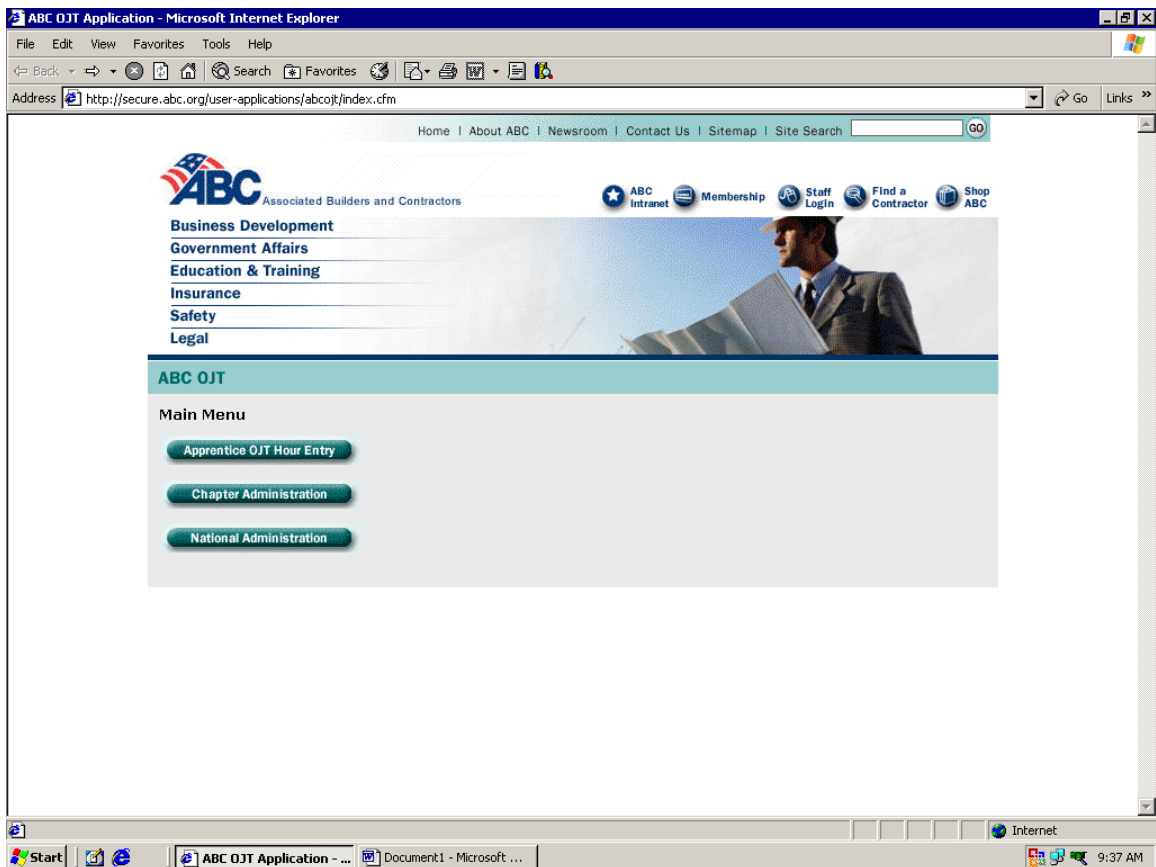 ABC OJT Application - Microsoft Internet Explorer
File Edit View Favorites Tools Help
Back Search Favorites
Address http://secure.abc.org/user-applications/abcojt/index.cfm Go Links »
Home | About ABC | Newsroom | Contact Us | Sitemap | Site Search GO
ABC Associated Builders and Contractors
ABC Intranet Membership Staff Login Find a Contractor Shop ABC
Business Development
Government Affairs
Education & Training
Insurance
Safety
Legal
ABC OJT
Main Menu
Apprentice OJT Hour Entry
Chapter Administration
National Administration
Internet
Start ABC OJT Application - ... Document1 - Microsoft ... 9:37 AM